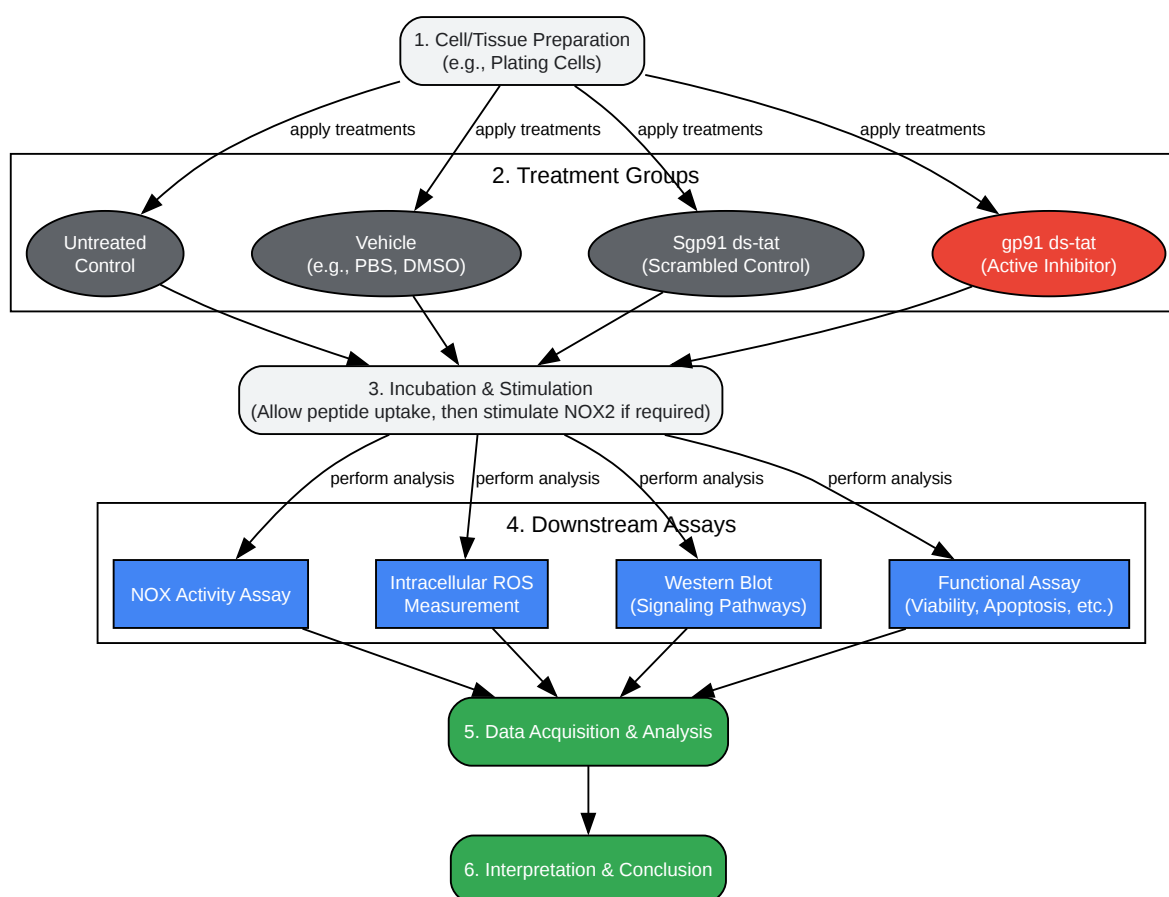 1. Cell/Tissue Preparation
(e.g., Plating Cells)
apply treatments
apply treatments
apply treatments
apply treatments
2. Treatment Groups
Untreated
Control
Vehicle
(e.g., PBS, DMSO)
Sgp91 ds-tat
(Scrambled Control)
gp91 ds-tat
(Active Inhibitor)
3. Incubation & Stimulation
(Allow peptide uptake, then stimulate NOX2 if required)
perform analysis
perform analysis
perform analysis
perform analysis
4. Downstream Assays
NOX Activity Assay
Intracellular ROS
Measurement
Western Blot
(Signaling Pathways)
Functional Assay
(Viability, Apoptosis, etc.)
5. Data Acquisition & Analysis
6. Interpretation & Conclusion